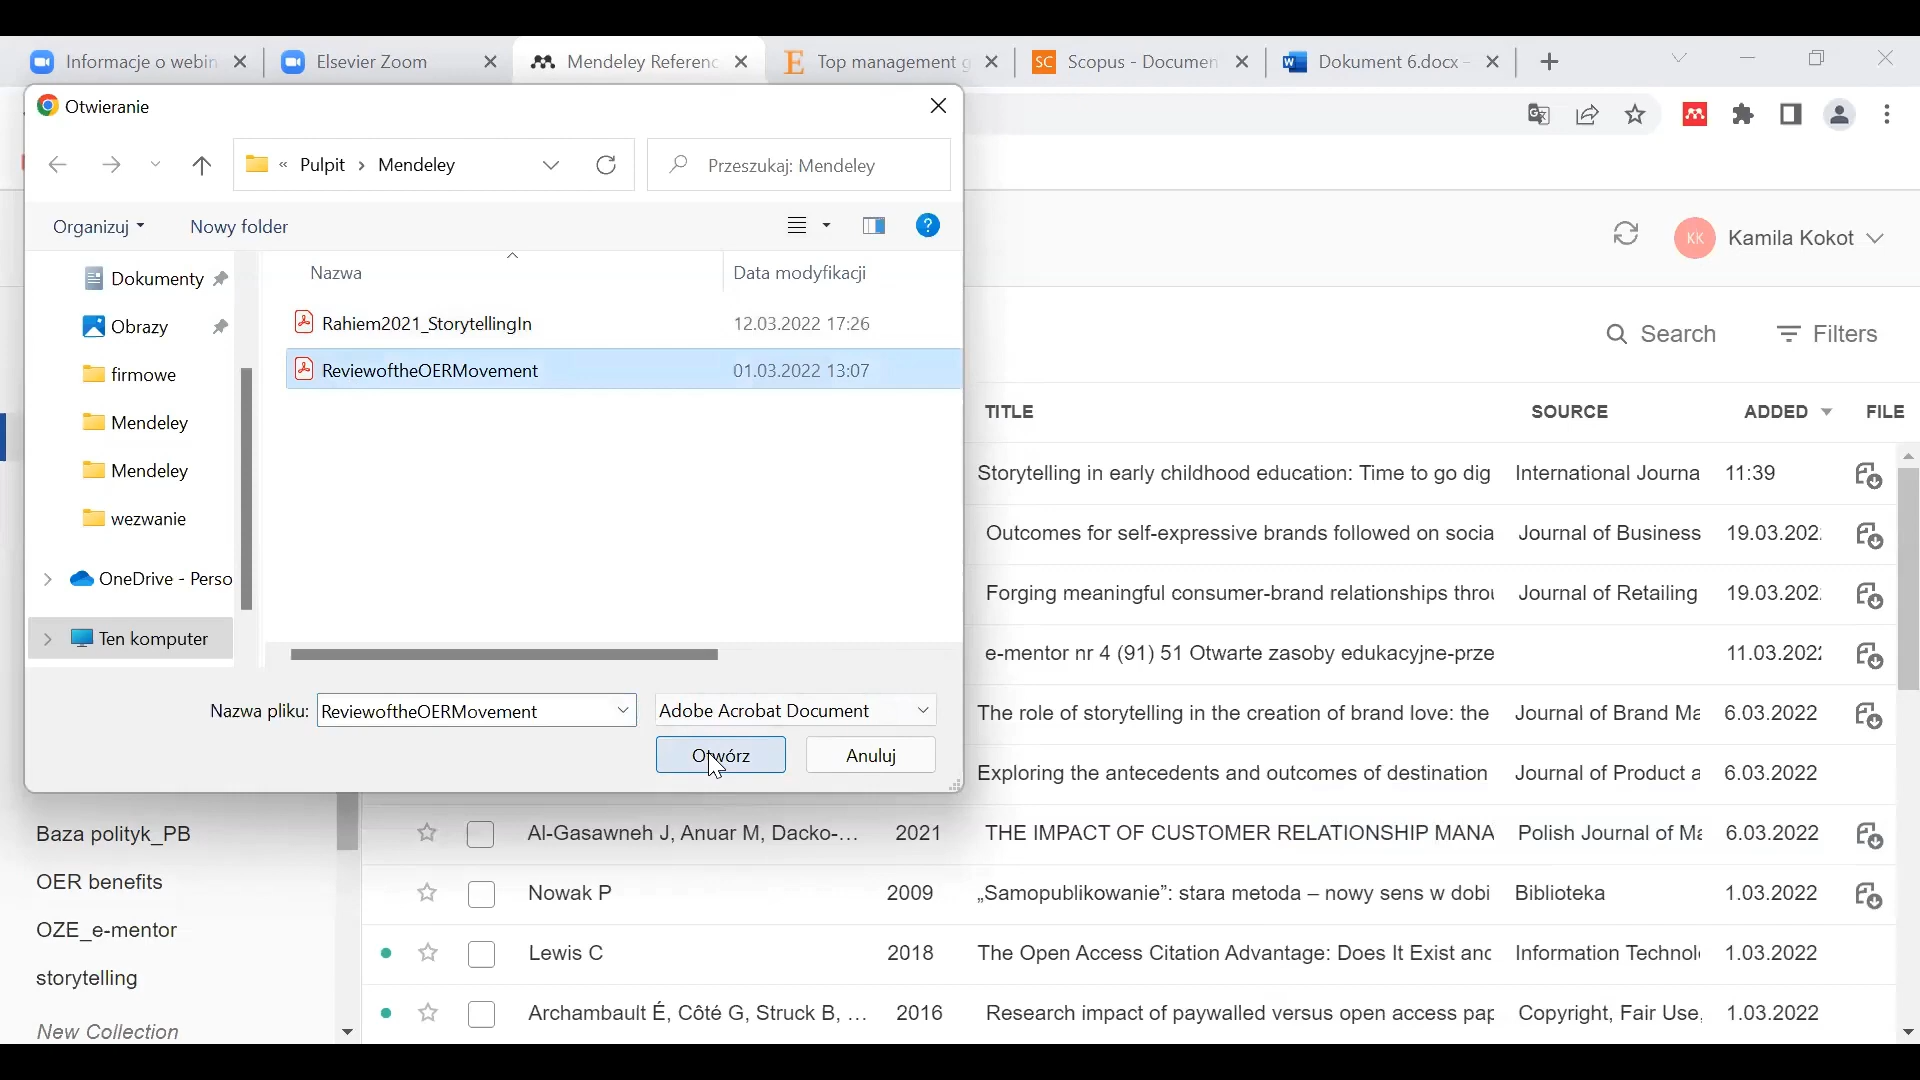 Informacje o webin
Elsevier Zoom
Mendeley Referenc
Top management g
SC
Scopus - Documen
Dokument 6.docx -
Otwieranie
« Pulpit › Mendeley
Przeszukaj: Mendeley
Organizuj
Nowy folder
Nazwa
Data modyfikacji
Dokumenty
Obrazy
firmowe
Mendeley
Mendeley
wezwanie
OneDrive - Perso
Ten komputer
Rahiem2021_StorytellingIn 12.03.2022 17:26
ReviewoftheOERMovement 01.03.2022 13:07
Nazwa pliku: ReviewoftheOERMovement
Adobe Acrobat Document
Otwórz
Anuluj
KK Kamila Kokot
Search
Filters
TITLE SOURCE ADDED FILE
Storytelling in early childhood education: Time to go dig International Journa 11:39
Outcomes for self-expressive brands followed on socia Journal of Business 19.03.202
Forging meaningful consumer-brand relationships throu Journal of Retailing 19.03.202
e-mentor nr 4 (91) 51 Otwarte zasoby edukacyjne-prze 11.03.2022
The role of storytelling in the creation of brand love: the Journal of Brand Ma 6.03.2022
Exploring the antecedents and outcomes of destination Journal of Product a 6.03.2022
Al-Gasawneh J, Anuar M, Dacko-... 2021 THE IMPACT OF CUSTOMER RELATIONSHIP MANA Polish Journal of Ma 6.03.2022
Nowak P 2009 „Samopublikowanie”: stara metoda – nowy sens w dobi Biblioteka 1.03.2022
Lewis C 2018 The Open Access Citation Advantage: Does It Exist and Information Technol 1.03.2022
Archambault É, Côté G, Struck B, ... 2016 Research impact of paywalled versus open access pap Copyright, Fair Use, 1.03.2022
Baza polityk_PB
OER benefits
OZE_e-mentor
storytelling
New Collection